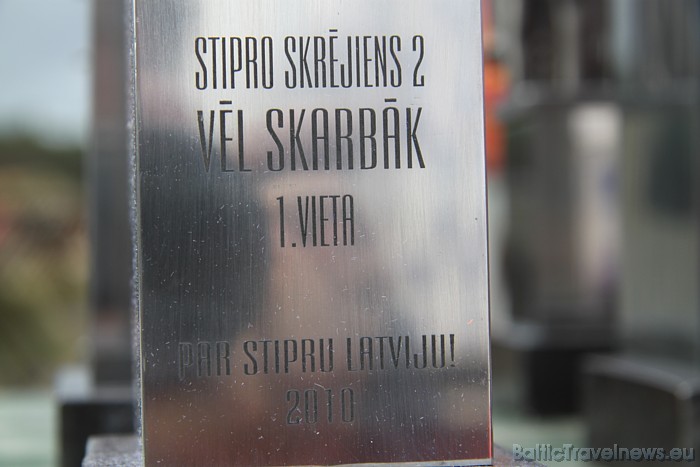 STIPRO SKRĒJIENS 2
VĒL SKARBĀK
1.VIETA
PAR STIPRU LATVIJU!
2010
BalticTravelnews.eu